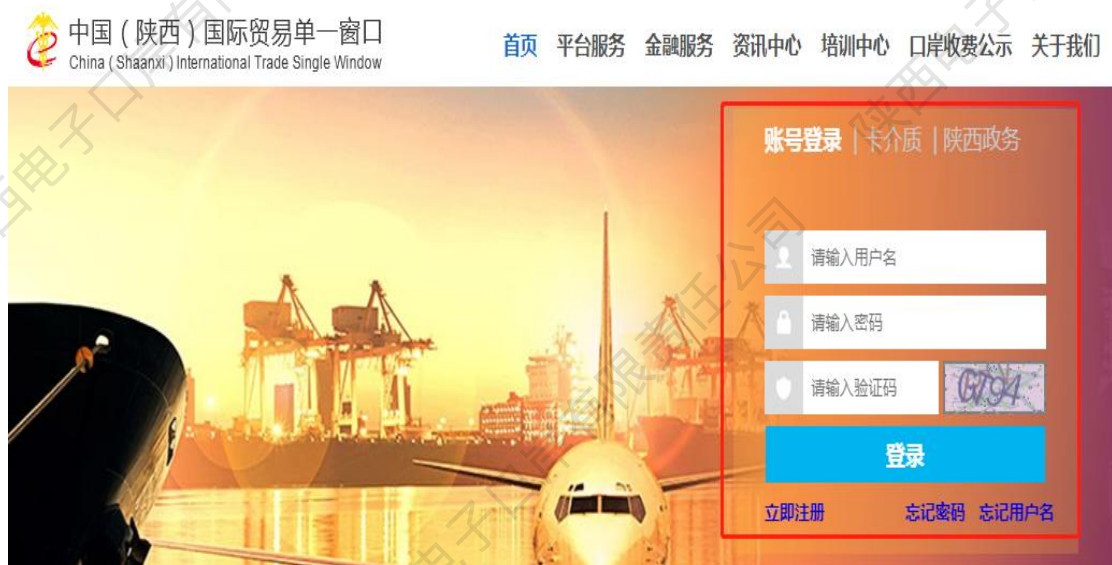 中国（陕西）国际贸易单一窗口
China ( Shaanxi ) International Trade Single Window
首页 平台服务 金融服务 资讯中心 培训中心 口岸收费公示 关于我们
账号登录 | 卡介质 | 陕西政务
请输入用户名
请输入密码
请输入验证码
登录
立即注册 忘记密码 忘记用户名